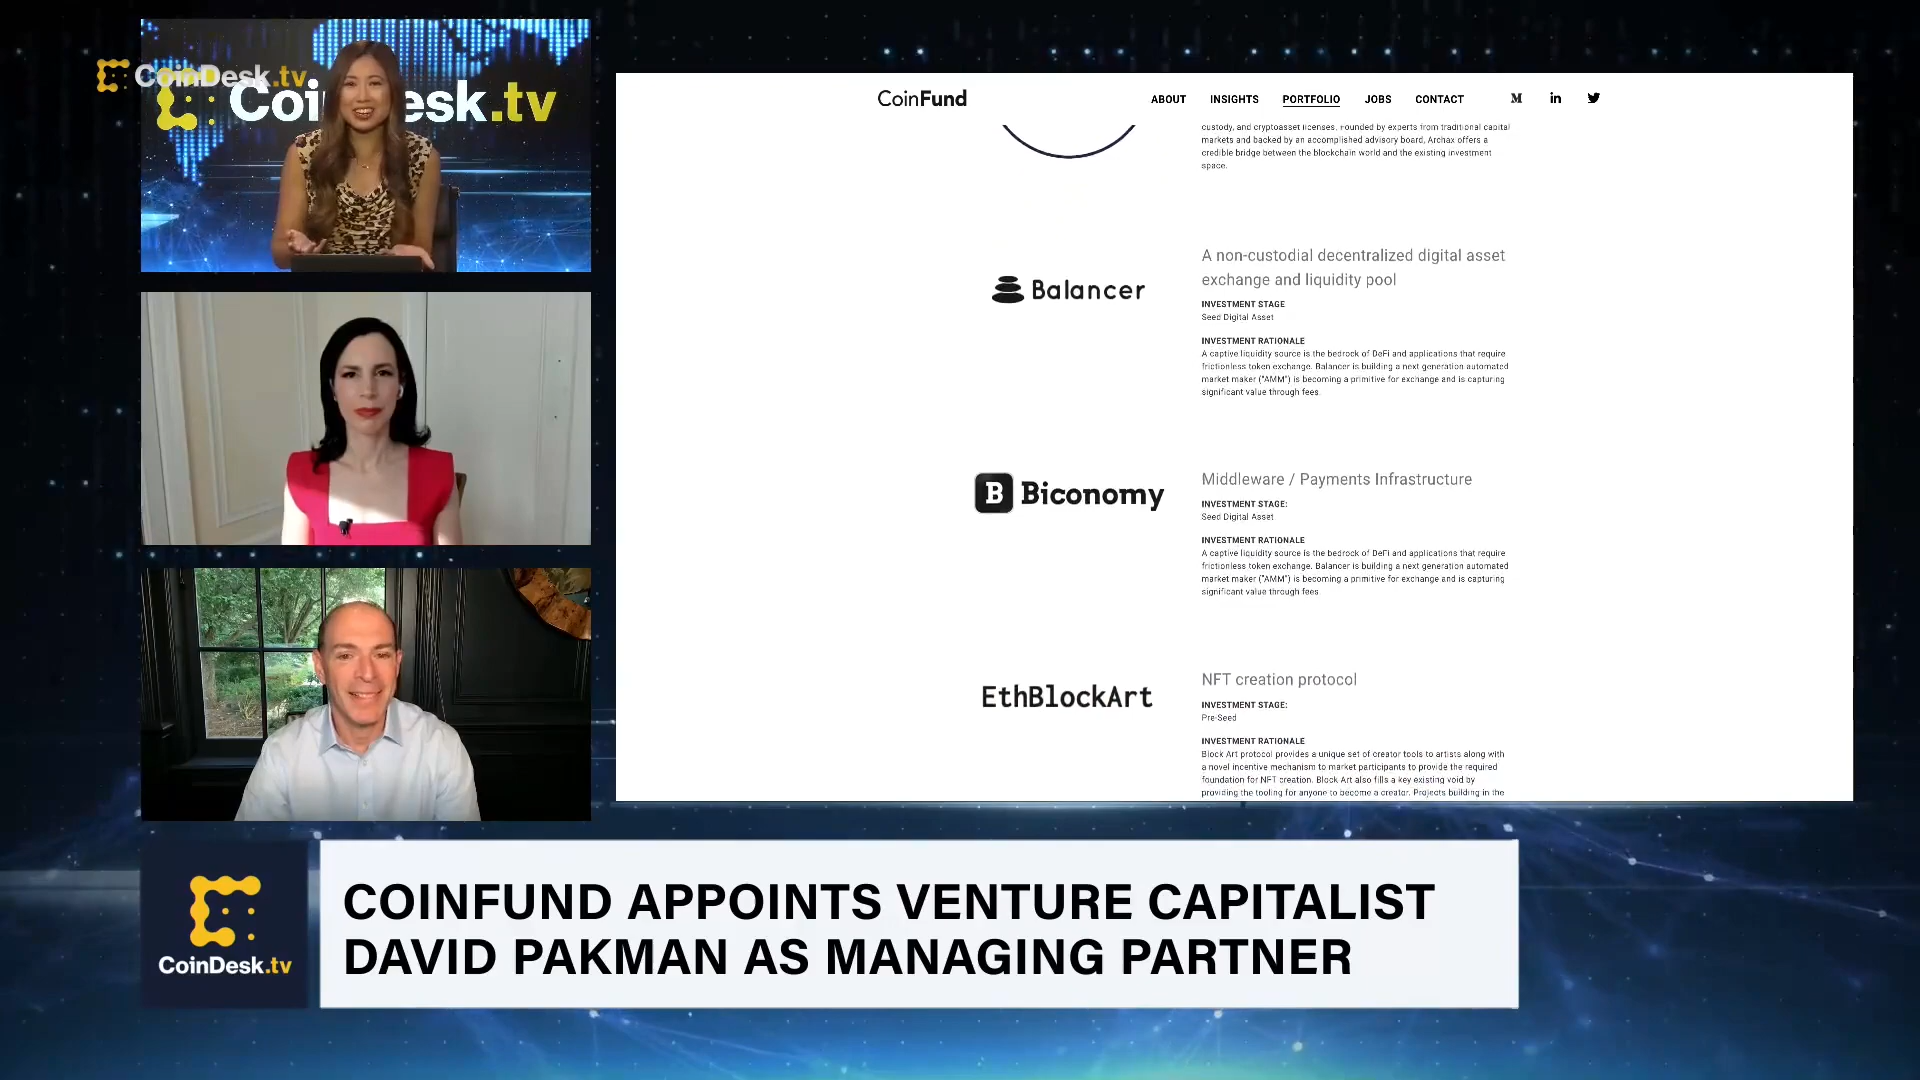 CoinDesk.tv
Coi esk.tv
CoinFund
ABOUT INSIGHTS PORTFOLIO JOBS CONTACT
custody, and cryptoasset licenses. Founded by experts from traditional capital
markets and backed by an accomplished advisory board, Archax offers a
credible bridge between the blockchain world and the existing investment
space.
Balancer
A non-custodial decentralized digital asset
exchange and liquidity pool
INVESTMENT STAGE
Seed Digital Asset
INVESTMENT RATIONALE
A captive liquidity source is the bedrock of DeFi and applications that require
frictionless token exchange. Balancer is building a next generation automated
market maker ("AMM") is becoming a primitive for exchange and is capturing
significant value through fees.
B Biconomy
Middleware / Payments Infrastructure
INVESTMENT STAGE:
Seed Digital Asset
INVESTMENT RATIONALE
A captive liquidity source is the bedrock of DeFi and applications that require
frictionless token exchange. Balancer is building a next generation automated
market maker ("AMM") is becoming a primitive for exchange and is capturing
significant value through fees.
EthBlockArt
NFT creation protocol
INVESTMENT STAGE:
Pre-Seed
INVESTMENT RATIONALE
Block Art protocol provides a unique set of creator tools to artists along with
a novel incentive mechanism to market participants to provide the required
foundation for NFT creation. Block Art also fills a key existing void by
providing the tooling for anyone to become a creator. Projects building in the
CoinDesk.tv
COINFUND APPOINTS VENTURE CAPITALIST
DAVID PAKMAN AS MANAGING PARTNER